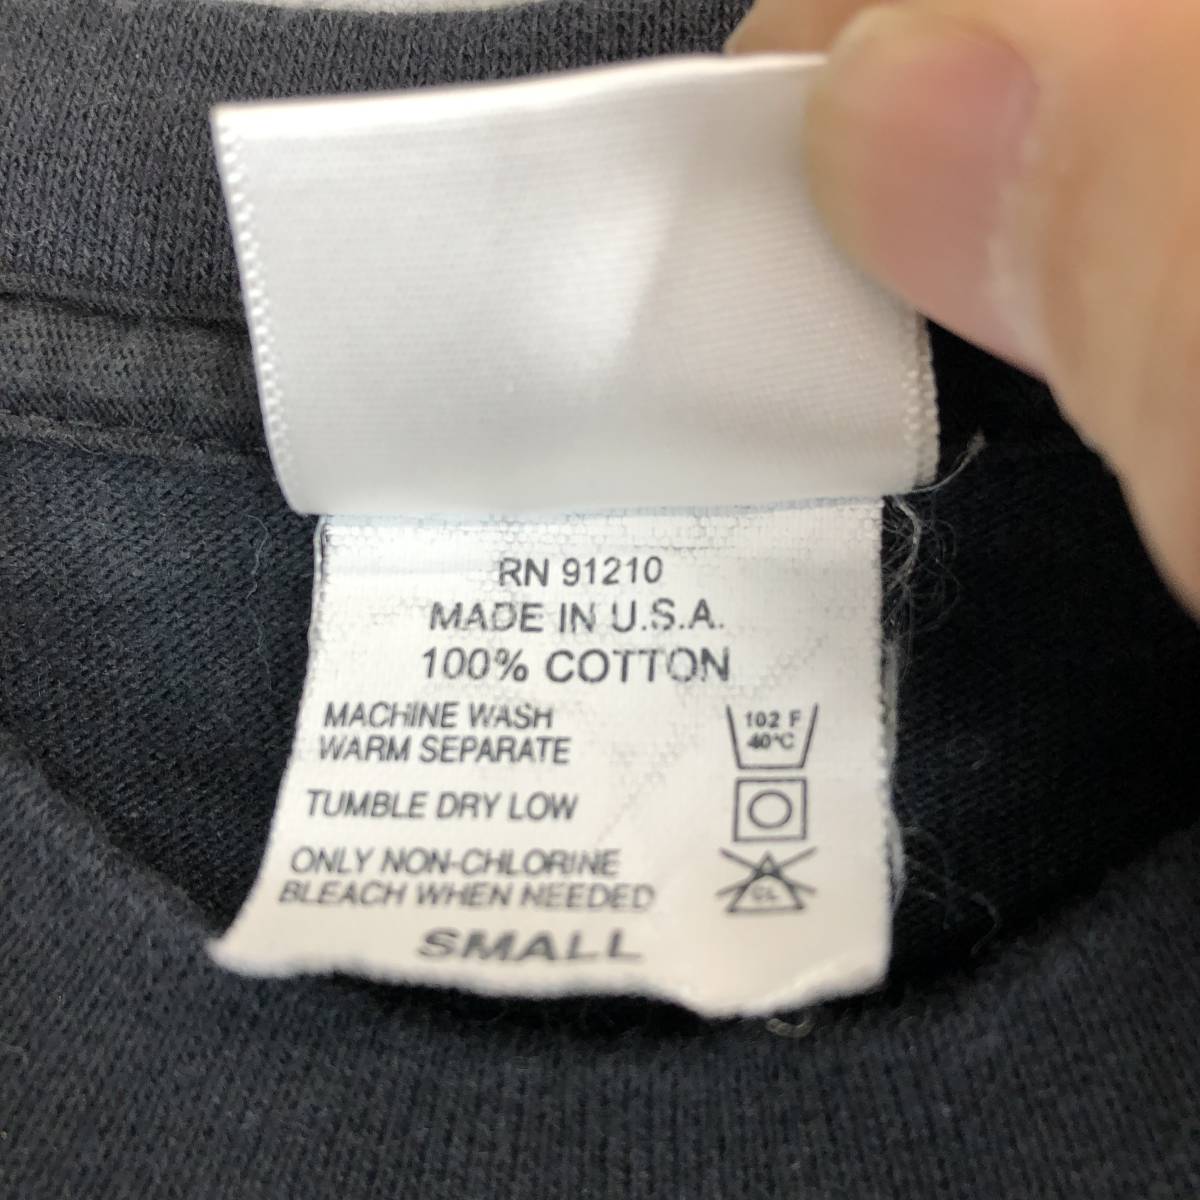 RN 91210
MADE IN U.S.A.
100% COTTON
MACHINE WASH
WARM SEPARATE
102 F
40°C
TUMBLE DRY LOW
ONLY NON-CHLORINE
BLEACH WHEN NEEDED
CL
SMALL